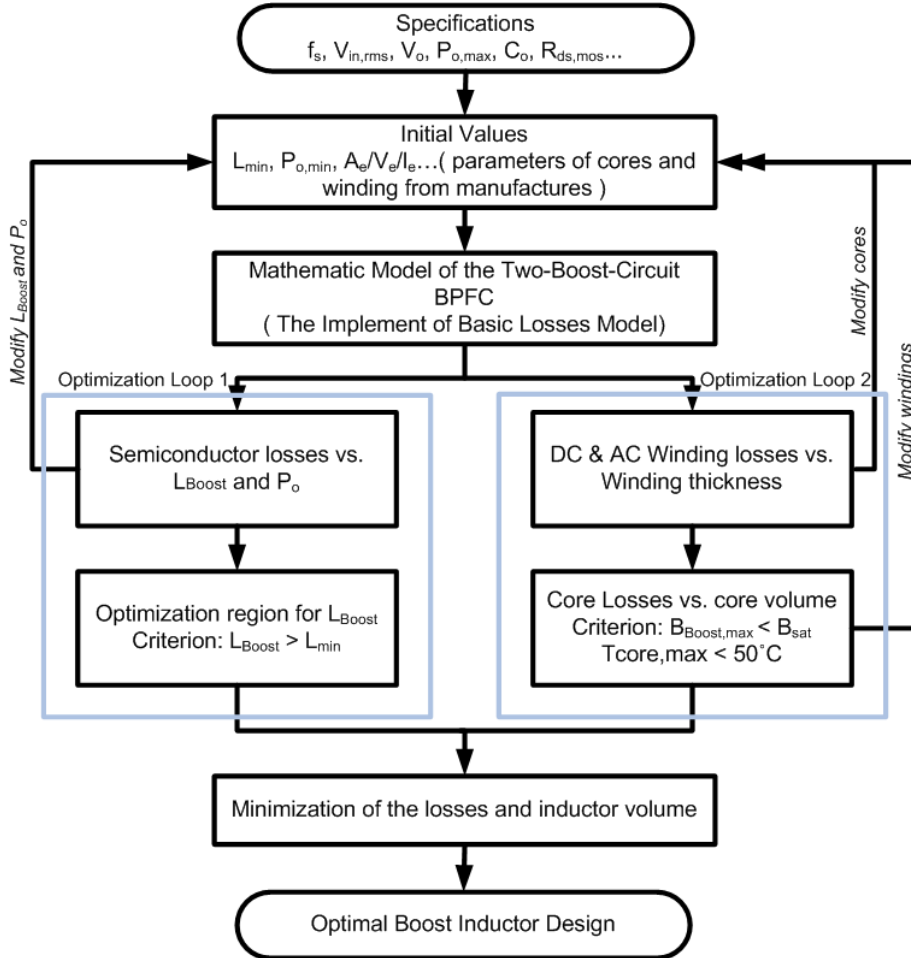 Specifications
fs, Vin,rms, Vo, Po,max, Co, Rds,mos...
Initial Values
Lmin, Po,min, Ae/Ve/le...( parameters of cores and
winding from manufactures )
Mathematic Model of the Two-Boost-Circuit
BPFC
( The Implement of Basic Losses Model)
Modify LBoost and Po
Modify cores
Modify windings
Optimization Loop 1
Optimization Loop 2
Semiconductor losses vs.
LBoost and Po
DC & AC Winding losses vs.
Winding thickness
Optimization region for LBoost
Criterion: LBoost > Lmin
Core Losses vs. core volume
Criterion: BBoost,max < Bsat
Tcore,max < 50°C
Minimization of the losses and inductor volume
Optimal Boost Inductor Design